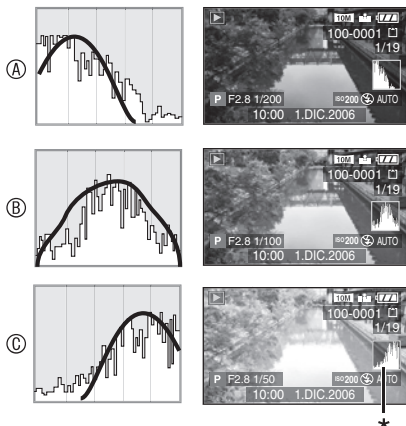 A
10M
100-0001
1/19
P F2.8 1/200 ISO200 AUTO
10:00 1.DIC.2006
B
10M
100-0001
1/19
P F2.8 1/100 ISO200 AUTO
10:00 1.DIC.2006
C
10M
100-0001
1/19
P F2.8 1/50 ISO200 AUTO
10:00 1.DIC.2006
*